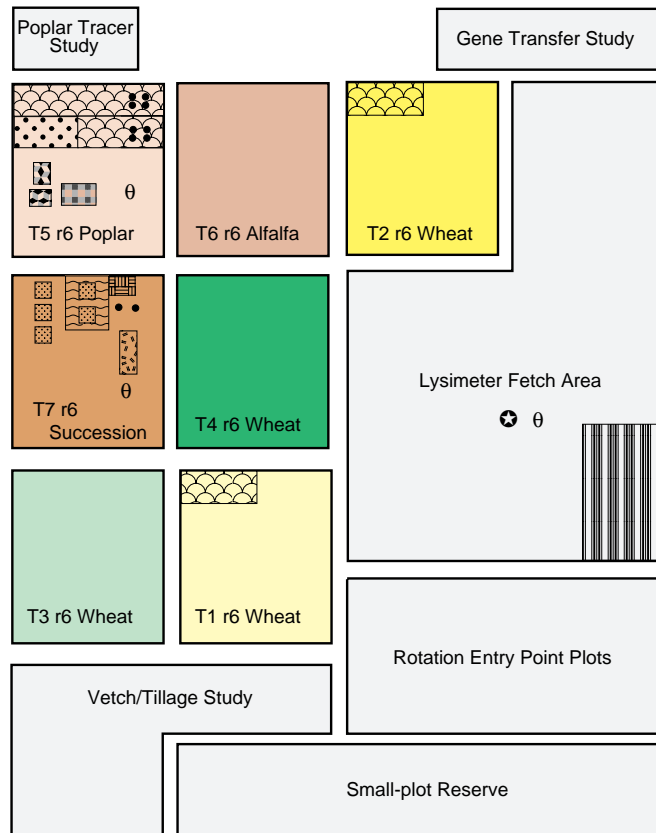 Poplar Tracer
Study
Gene Transfer Study
θ
T5 r6 Poplar
T6 r6 Alfalfa
T2 r6 Wheat
θ
T7 r6
Succession
T4 r6 Wheat
Lysimeter Fetch Area
θ
T3 r6 Wheat
T1 r6 Wheat
Rotation Entry Point Plots
Vetch/Tillage Study
Small-plot Reserve